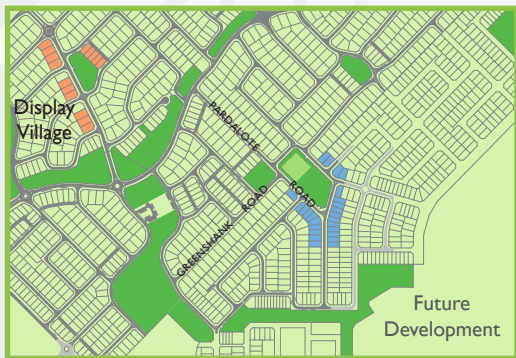 Display
Village
PARDALOTE
ROAD
GREENSHANK ROAD
Future
Development